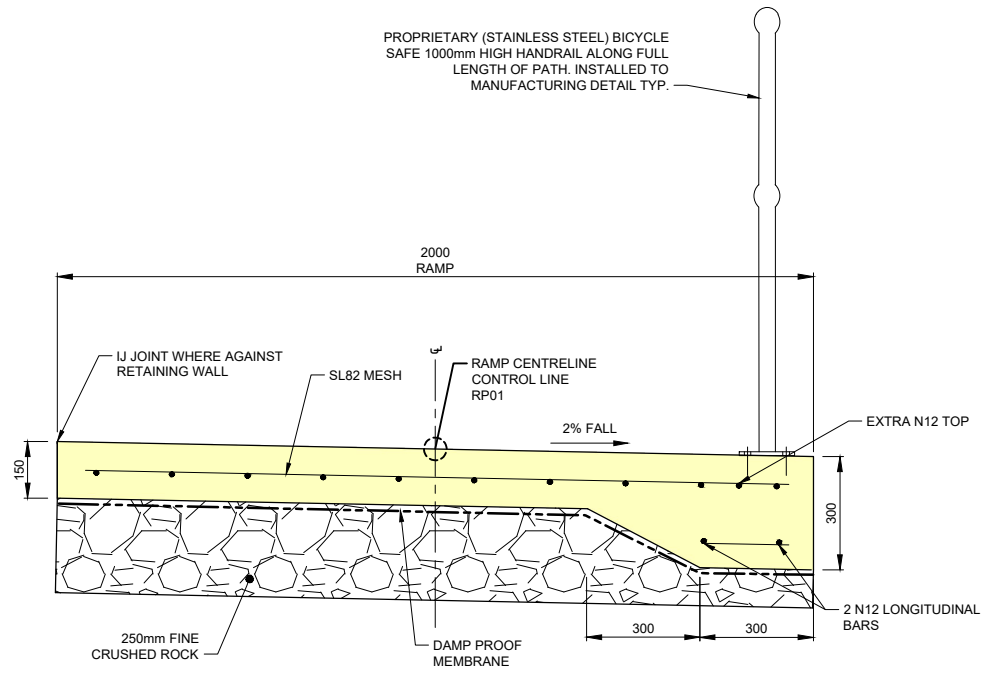 PROPRIETARY (STAINLESS STEEL) BICYCLE
SAFE 1000mm HIGH HANDRAIL ALONG FULL
LENGTH OF PATH. INSTALLED TO
MANUFACTURING DETAIL TYP.
2000
RAMP
IJ JOINT WHERE AGAINST
RETAINING WALL
SL82 MESH
RAMP CENTRELINE
CONTROL LINE
RP01
2% FALL
EXTRA N12 TOP
150
300
2 N12 LONGITUDINAL
BARS
300
300
250mm FINE
CRUSHED ROCK
DAMP PROOF
MEMBRANE